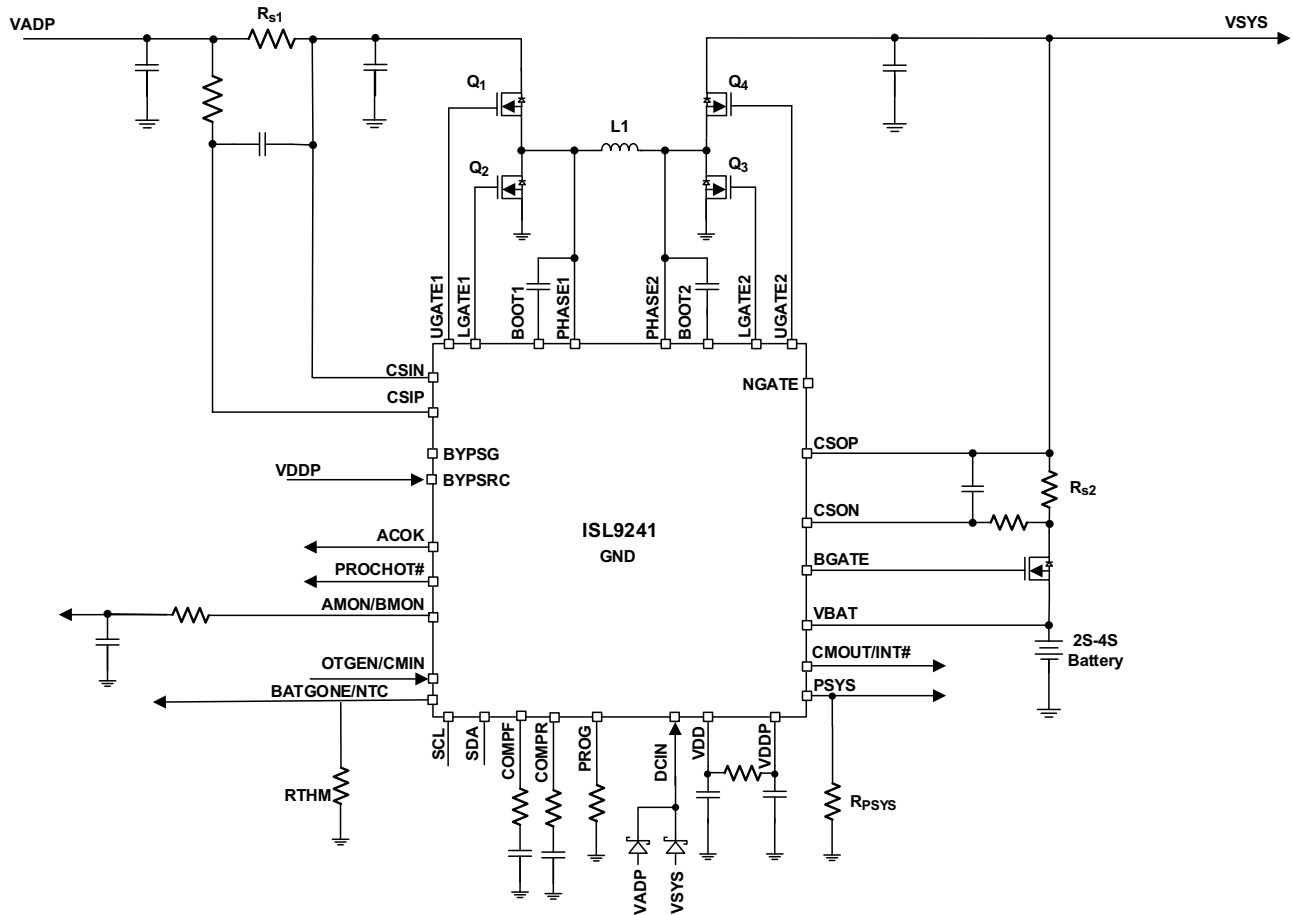 VADP
Rs1
VSYS
Q1
Q4
L1
Q2
Q3
UGATE1
LGATE1
BOOT1
PHASE1
PHASE2
BOOT2
LGATE2
UGATE2
CSIN
CSIP
NGATE
BYPSG
VDDP
BYPSRC
CSOP
Rs2
CSON
ISL9241
GND
ACOK
PROCHOT#
BGATE
AMON/BMON
VBAT
2S-4S
Battery
OTGEN/CMIN
CMOUT/INT#
BATGONE/NTC
PSYS
SCL
SDA
COMPF
COMPR
PROG
DCIN
VDD
VDDP
RTHM
RPSYS
VADP
VSYS